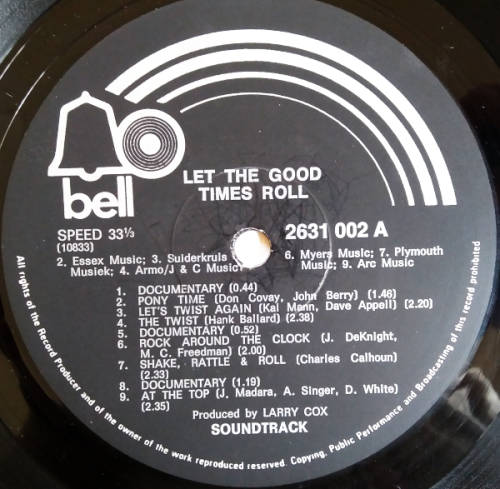 bell
LET THE GOOD
TIMES ROLL
SPEED 33⅓
(10833)
2631 002 A
2. Essex Music; 3. Suiderkruis
Musiek; 4. Armo/J & C Music;
6. Myers Music; 7. Plymouth
Music; 9. Arc Music
1. DOCUMENTARY (0.44)
2. PONY TIME (Don Covay, John Berry) (1.46)
3. LET'S TWIST AGAIN (Kal Mann, Dave Appell) (2.20)
4. THE TWIST (Hank Ballard) (2.38)
5. DOCUMENTARY (0.52)
6. ROCK AROUND THE CLOCK (J. DeKnight,
M. C. Freedman) (2.00)
7. SHAKE, RATTLE & ROLL (Charles Calhoun)
(2.33)
8. DOCUMENTARY (1.19)
9. AT THE TOP (J. Madara, A. Singer, D. White)
(2.35)
Produced by LARRY COX
SOUNDTRACK
All rights of the Record Producer and of the owner of the work reproduced reserved. Copying, Public Performance and Broadcasting of this record prohibited